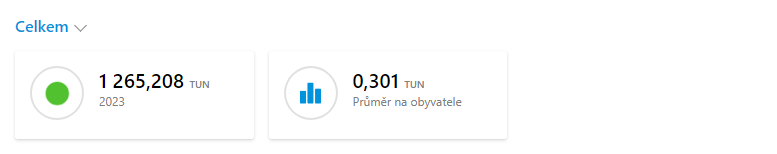 Celkem
1 265,208 TUN
2023
0,301 TUN
Průměr na obyvatele